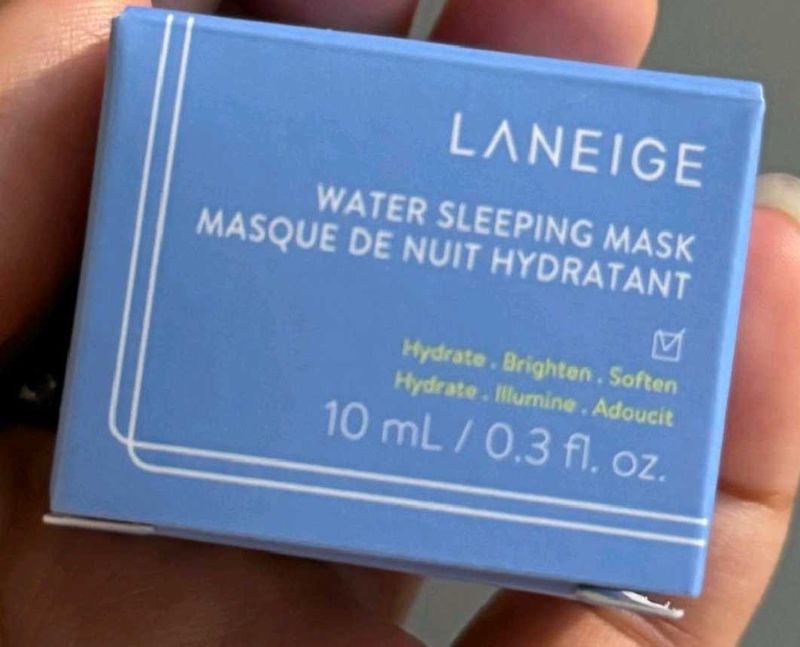 LANEIGE
WATER SLEEPING MASK
MASQUE DE NUIT HYDRATANT
Hydrate . Brighten . Soften
Hydrate . Illumine . Adoucit
10 mL / 0.3 fl. oz.